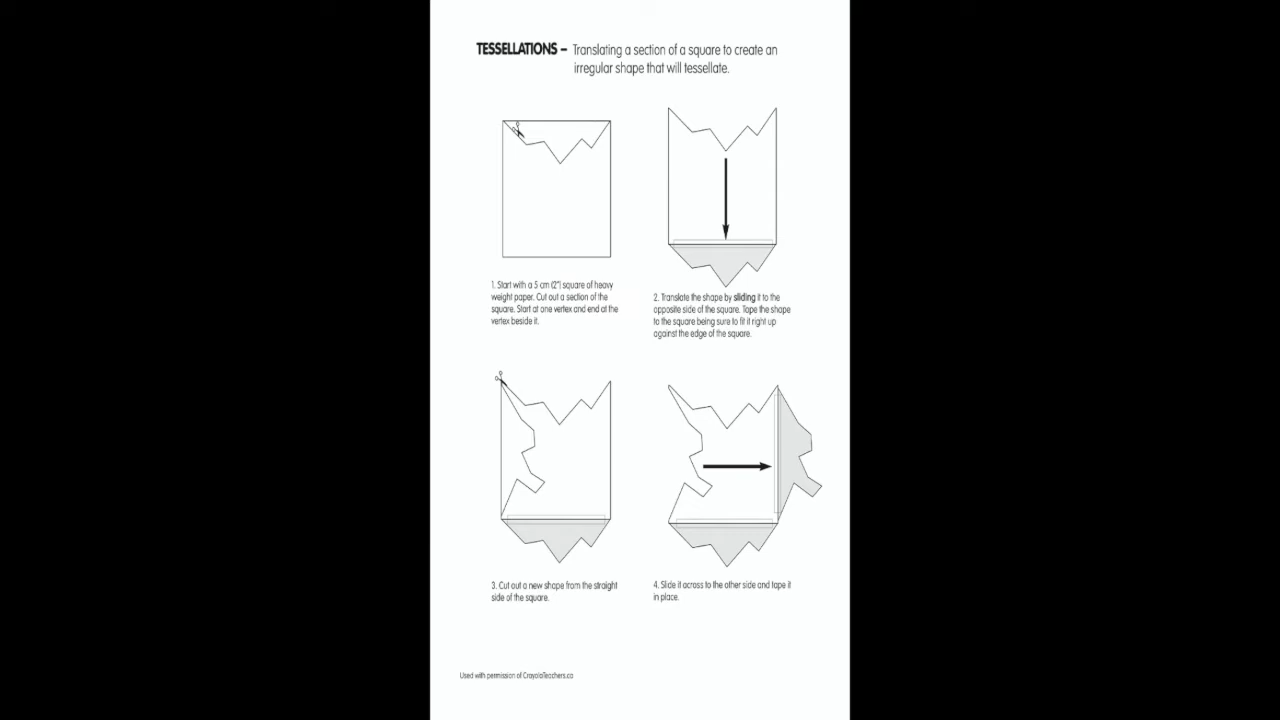 TESSELLATIONS – Translating a section of a square to create an
irregular shape that will tessellate.
1. Start with a 5 cm (2") square of heavy
weight paper. Cut out a section of the
square. Start at one vertex and end at the
vertex beside it.
2. Translate the shape by sliding it to the
opposite side of the square. Tape the shape
to the square being sure to fit it right up
against the edge of the square.
3. Cut out a new shape from the straight
side of the square.
4. Slide it across to the other side and tape it
in place.
Used with permission of CrayolaTeachers.ca